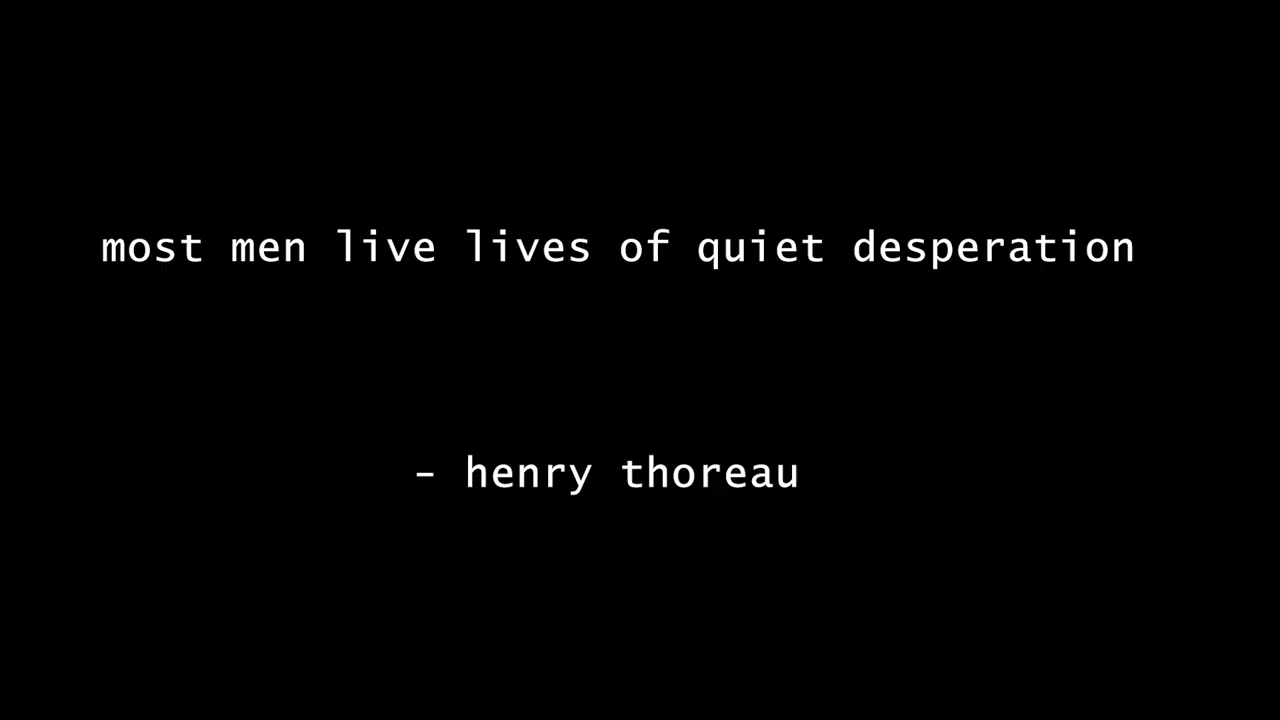 most men live lives of quiet desperation
- henry thoreau